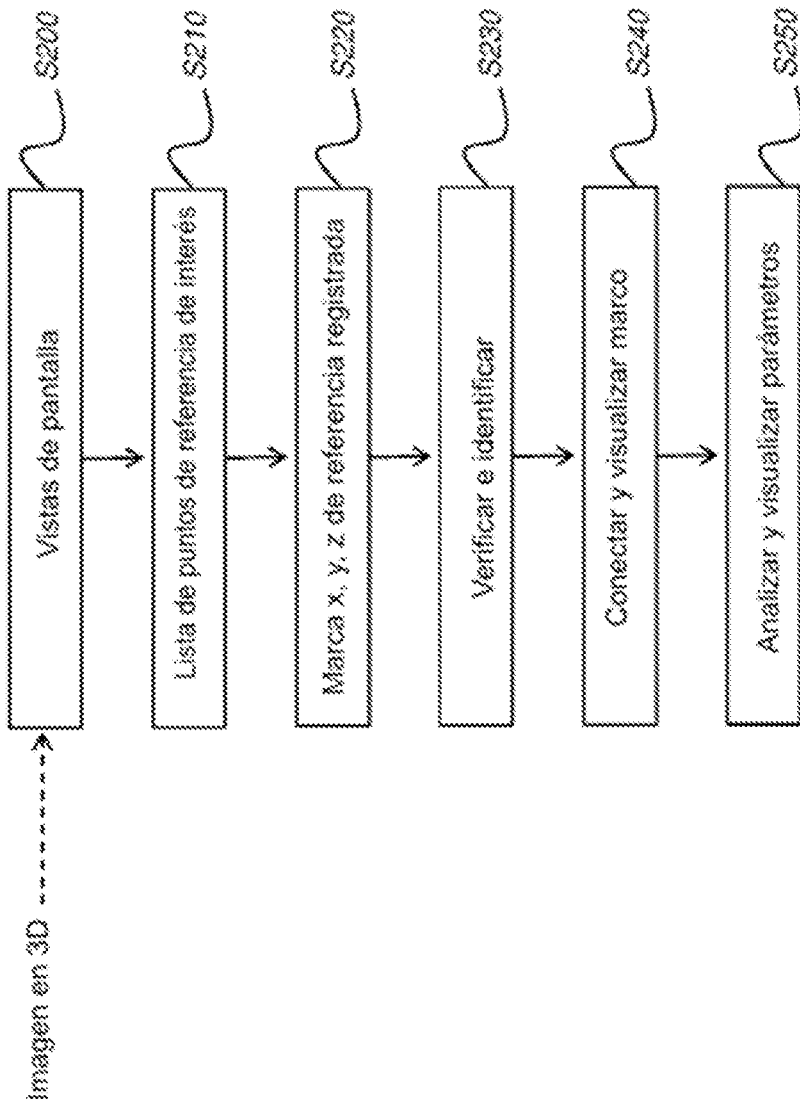 Imagen en 3D
Vistas de pantalla
S200
Lista de puntos de referencia de interés
S210
Marca x, y, z de referencia registrada
S220
Verificar e identificar
S230
Conectar y visualizar marco
S240
Analizar y visualizar parámetros
S250